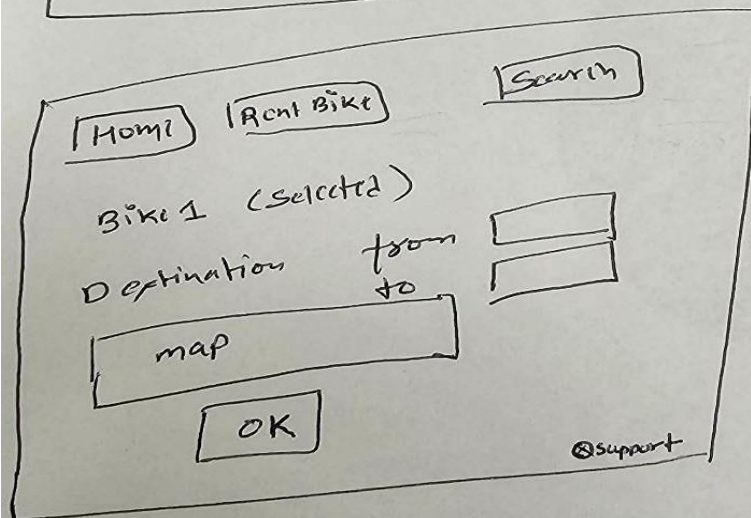 Home Rent Bike Search
Bike 1 (Selected)
Destination from
to
map
OK
support